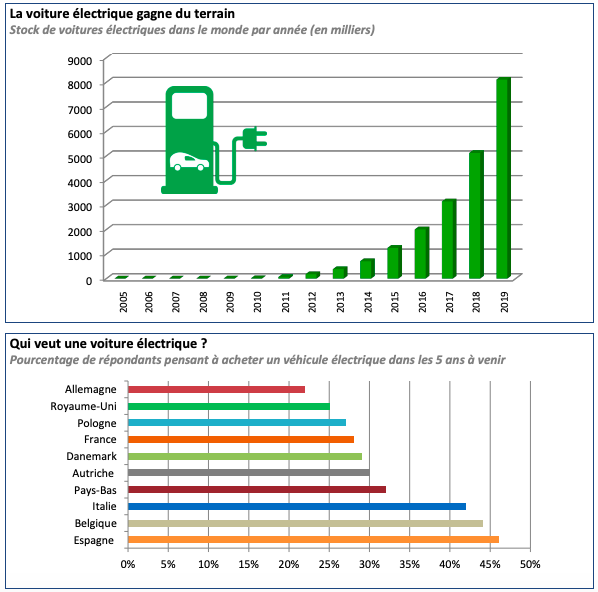 La voiture électrique gagne du terrain
Stock de voitures électriques dans le monde par année (en milliers)
9000
8000
7000
6000
5000
4000
3000
2000
1000
0
2005 2006 2007 2008 2009 2010 2011 2012 2013 2014 2015 2016 2017 2018 2019
Qui veut une voiture électrique ?
Pourcentage de répondants pensant à acheter un véhicule électrique dans les 5 ans à venir
Allemagne
Royaume-Uni
Pologne
France
Danemark
Autriche
Pays-Bas
Italie
Belgique
Espagne
0% 5% 10% 15% 20% 25% 30% 35% 40% 45% 50%